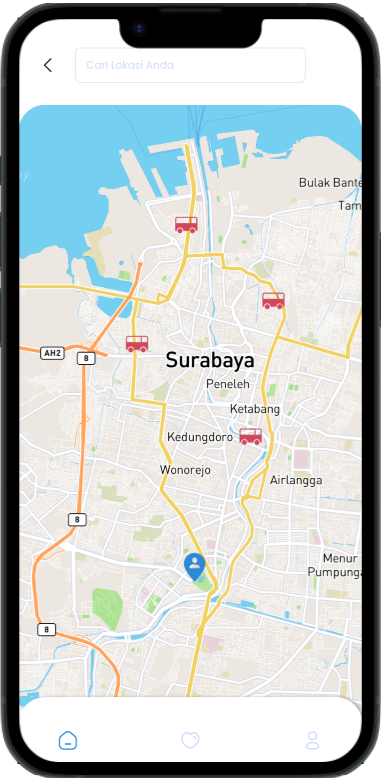 Cari Lokasi Anda
Bulak Bante
Tam
AH2
8
Surabaya
Peneleh
Ketabang
Kedungdoro
Wonorejo
Airlangga
8
Menur
Pumpunga
8